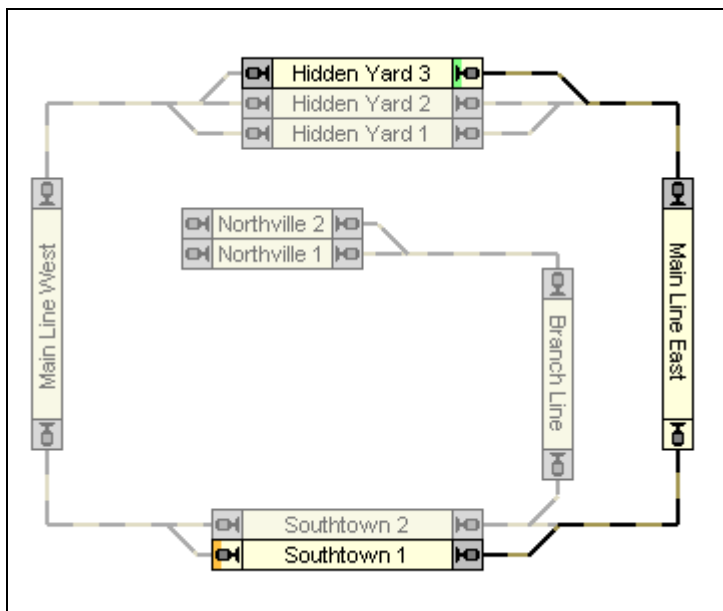 Hidden Yard 3
Hidden Yard 2
Hidden Yard 1
Northville 2
Northville 1
Main Line West
Branch Line
Main Line East
Southtown 2
Southtown 1